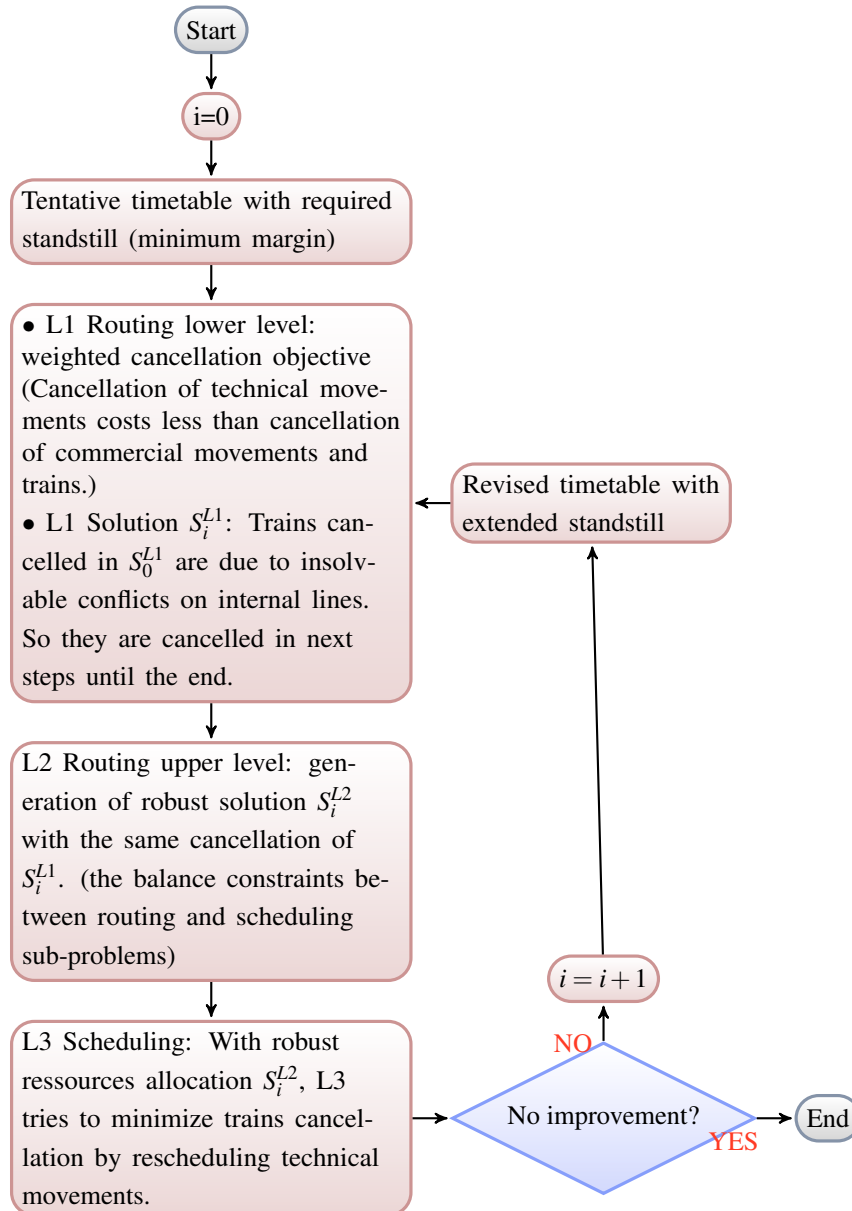 Start
i=0
Tentative timetable with required
standstill (minimum margin)
• L1 Routing lower level:
weighted cancellation objective
(Cancellation of technical move-
ments costs less than cancellation
of commercial movements and
trains.)
• L1 Solution $S_i^{L1}$: Trains can-
celled in $S_0^{L1}$ are due to insolv-
able conflicts on internal lines.
So they are cancelled in next
steps until the end.
Revised timetable with
extended standstill
L2 Routing upper level: gen-
eration of robust solution $S_i^{L2}$
with the same cancellation of
$S_i^{L1}$. (the balance constraints be-
tween routing and scheduling
sub-problems)
i = i + 1
L3 Scheduling: With robust
ressources allocation $S_i^{L2}$, L3
tries to minimize trains cancel-
lation by rescheduling technical
movements.
NO
No improvement?
YES
End